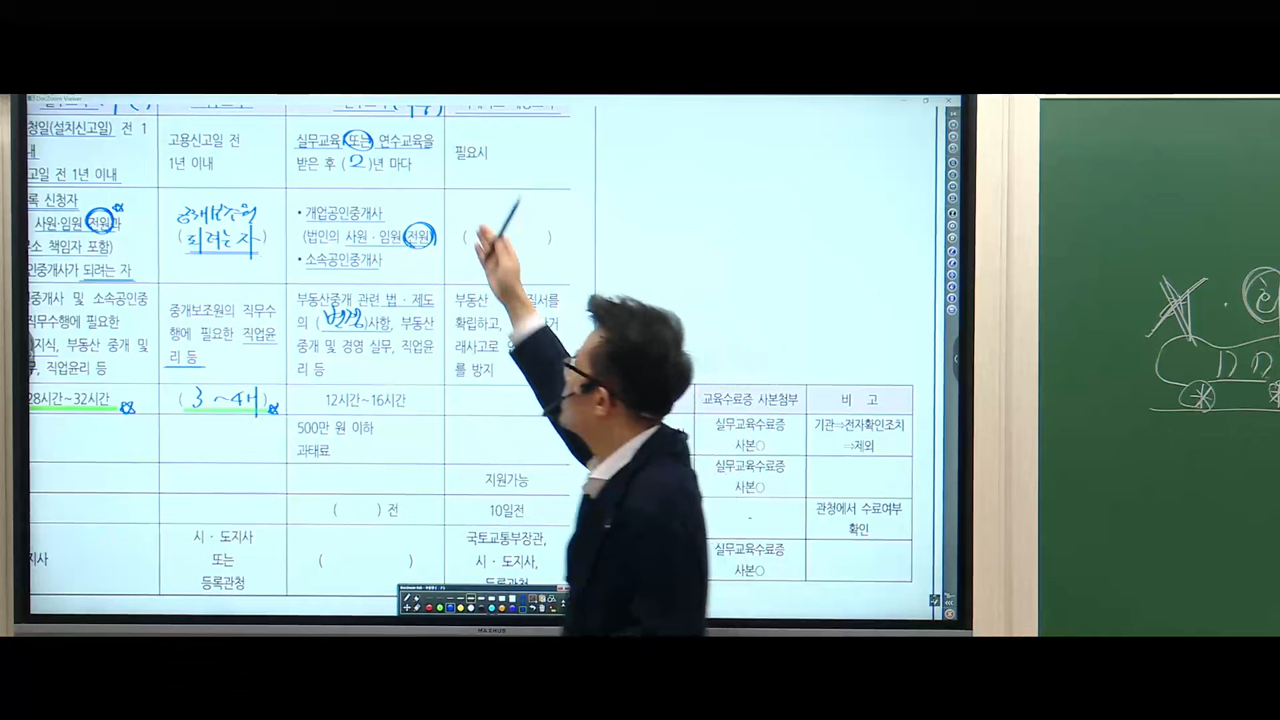 청일(설치신고일) 전 1
내
고일 전 1년 이내
고용신고일 전
1년 이내
실무교육 또는 연수교육을
받은 후 ( 2 )년 마다
필요시
록 신청자
사원·임원 전원과
소 책임자 포함)
인중개사가 되려는 자
중개보조원
( 되려는 자 )
• 개업공인중개사
(법인의 사원·임원 전원)
• 소속공인중개사
( )
중개사 및 소속공인중
직무수행에 필요한
지식, 부동산 중개 및
무, 직업윤리 등
중개보조원의 직무수
행에 필요한 직업윤
리 등
부동산중개 관련 법·제도
의 ( 변경 )사항, 부동산
중개 및 경영 실무, 직업윤
리 등
부동산 질서를
확립하고,
래사고로
를 방지
28시간~32시간
( 3 ~4시 )
12시간~16시간
500만 원 이하
과태료
지원가능
( ) 전
10일전
지사
시·도지사
또는
등록관청
( )
국토교통부장관,
시·도지사,
등록관청
교육수료증 사본첨부
비 고
실무교육수료증
사본○
기관⇒전자확인조치
⇒제외
실무교육수료증
사본○
-
관청에서 수료여부
확인
실무교육수료증
사본○
MAXHUB